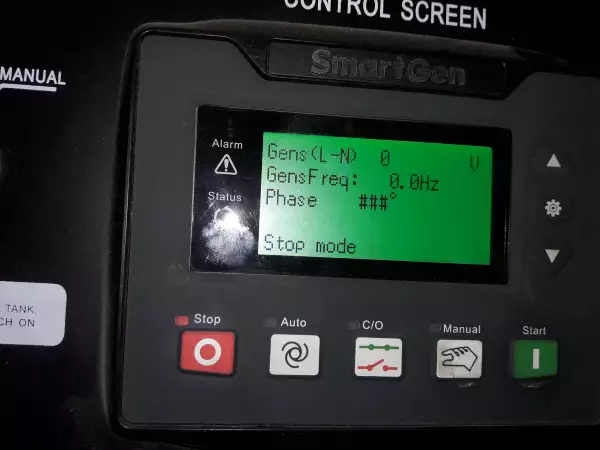 CONTROL SCREEN
MANUAL
SmartGen
Alarm
Gens(L-N) 0 V
GensFreq: 0.0Hz
Status
Phase ###°
Stop mode
TANK,
CH ON
Stop
Auto
C/O
Manual
Start